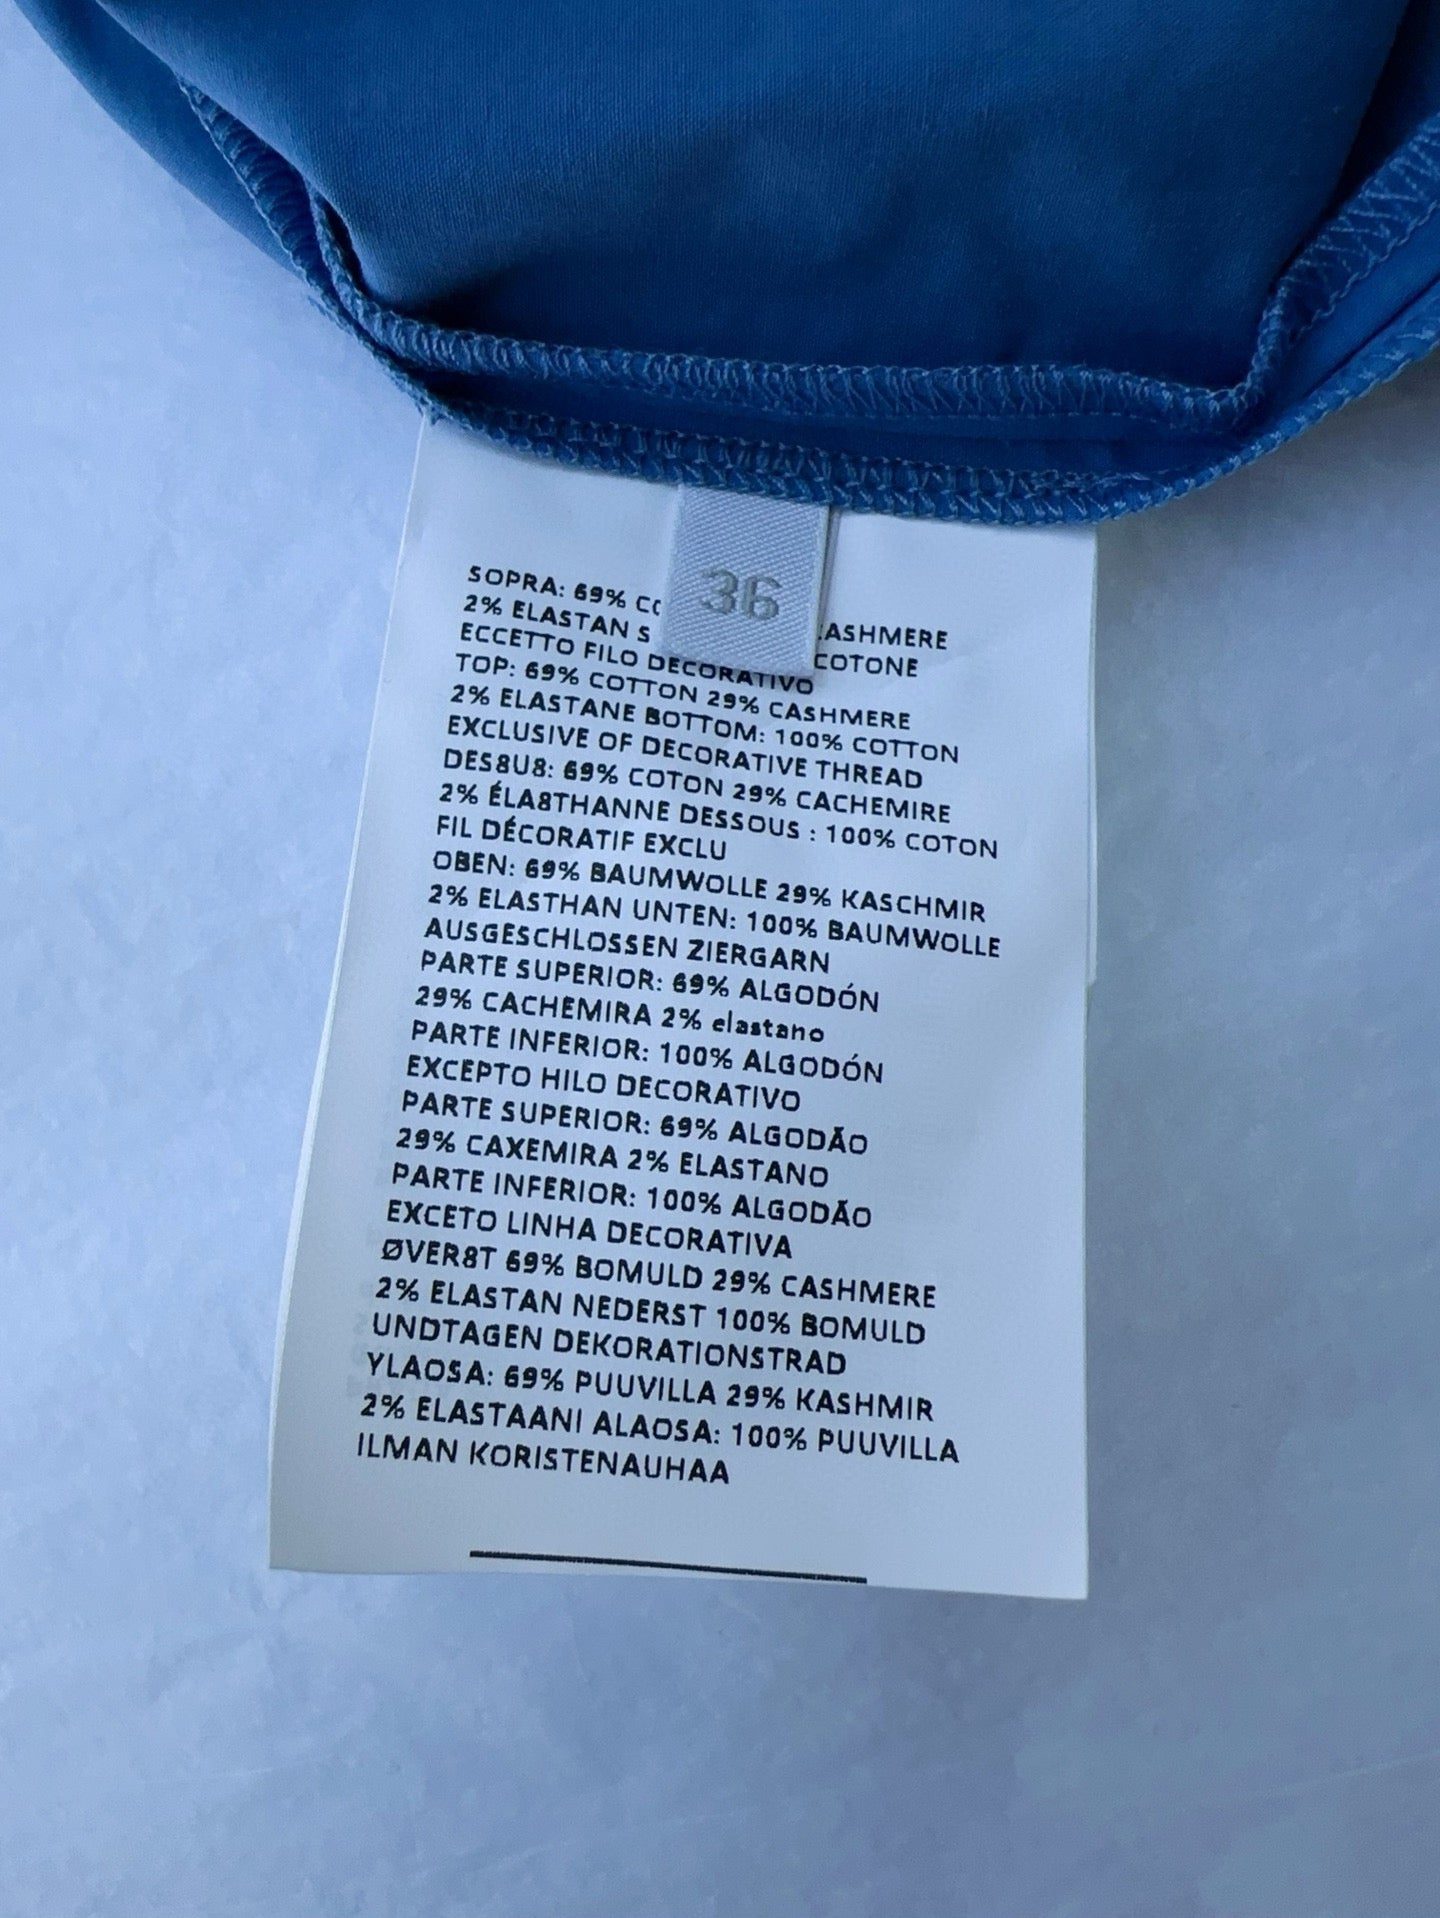 36
SOPRA: 69% CO ASHMERE
2% ELASTAN S COTONE
ECCETTO FILO DECORATIVO
TOP: 69% COTTON 29% CASHMERE
2% ELASTANE BOTTOM: 100% COTTON
EXCLUSIVE OF DECORATIVE THREAD
DES8U8: 69% COTON 29% CACHEMIRE
2% ÉLA8THANNE DESSOUS : 100% COTON
FIL DÉCORATIF EXCLU
OBEN: 69% BAUMWOLLE 29% KASCHMIR
2% ELASTHAN UNTEN: 100% BAUMWOLLE
AUSGESCHLOSSEN ZIERGARN
PARTE SUPERIOR: 69% ALGODÓN
29% CACHEMIRA 2% elastano
PARTE INFERIOR: 100% ALGODÓN
EXCEPTO HILO DECORATIVO
PARTE SUPERIOR: 69% ALGODÃO
29% CAXEMIRA 2% ELASTANO
PARTE INFERIOR: 100% ALGODÃO
EXCETO LINHA DECORATIVA
ØVER8T 69% BOMULD 29% CASHMERE
2% ELASTAN NEDERST 100% BOMULD
UNDTAGEN DEKORATIONSTRAD
YLAOSA: 69% PUUVILLA 29% KASHMIR
2% ELASTAANI ALAOSA: 100% PUUVILLA
ILMAN KORISTENAUHAA